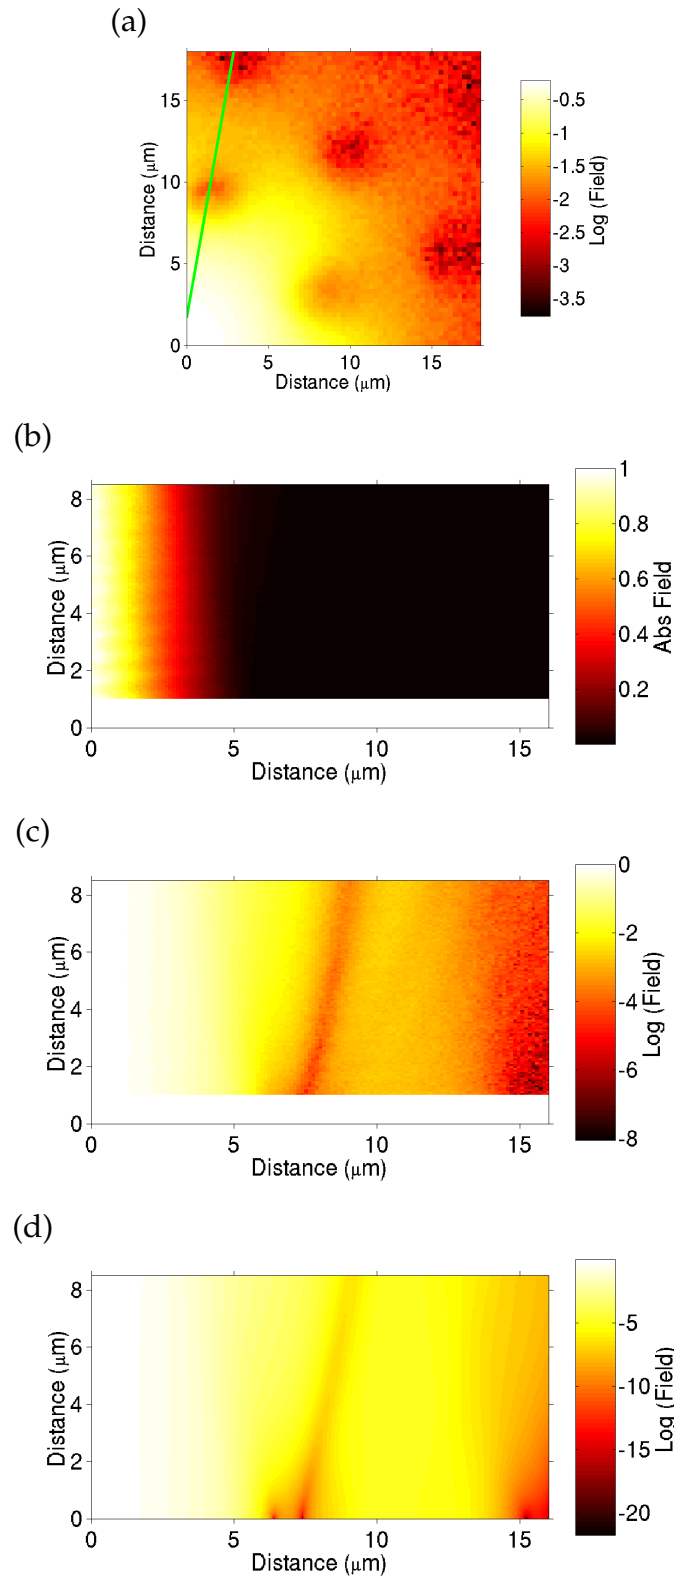 (a)
15
10
5
0
Distance (μm)
0 5 10 15
Distance (μm)
-0.5
-1
-1.5
-2
-2.5
-3
-3.5
Log (Field)
(b)
8
6
4
2
0
Distance (μm)
0 5 10 15
Distance (μm)
1
0.8
0.6
0.4
0.2
Abs Field
(c)
8
6
4
2
0
Distance (μm)
0 5 10 15
Distance (μm)
0
-2
-4
-6
-8
Log (Field)
(d)
8
6
4
2
0
Distance (μm)
0 5 10 15
Distance (μm)
-5
-10
-15
-20
Log (Field)